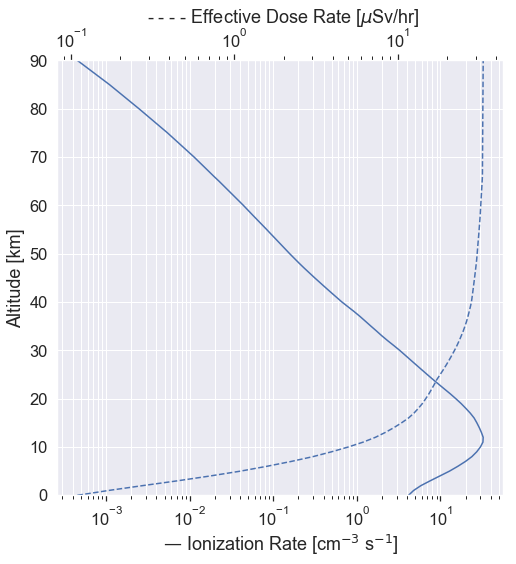 ---- Effective Dose Rate [μSv/hr]
10⁻¹ 10⁰ 10¹
90
80
70
60
50
40
30
20
10
0
Altitude [km]
10⁻³ 10⁻² 10⁻¹ 10⁰ 10¹
— Ionization Rate [cm⁻³ s⁻¹]